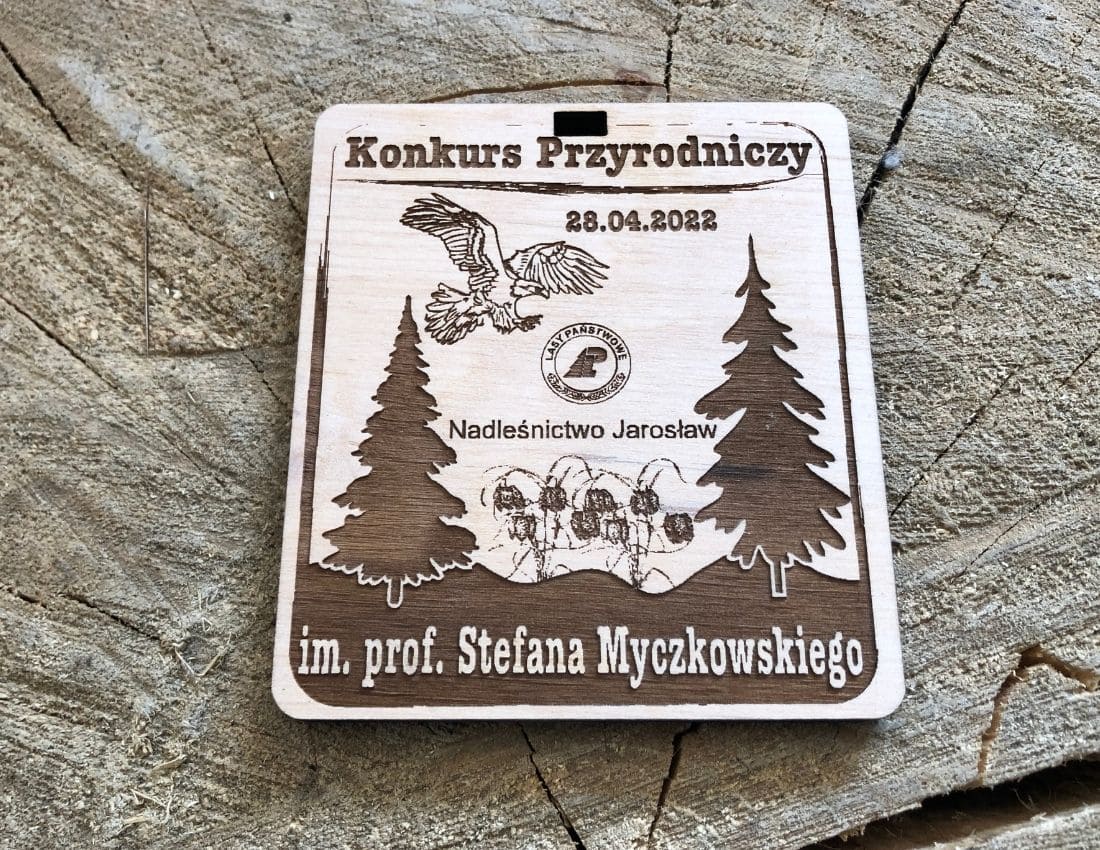 Konkurs Przyrodniczy
28.04.2022
LASY PAŃSTWOWE
Nadleśnictwo Jarosław
im. prof. Stefana Myczkowskiego